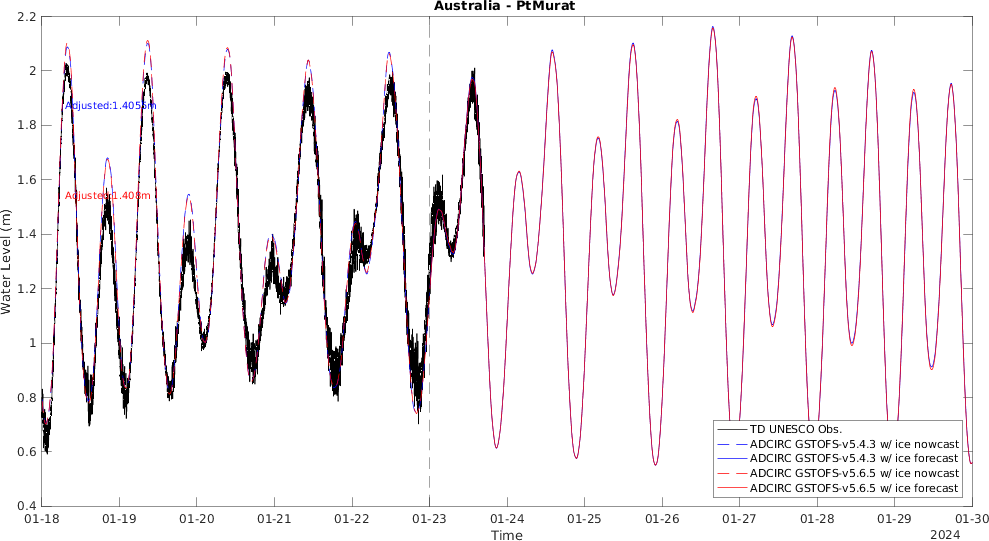 Australia - PtMurat
2.2
2
1.8
1.6
1.4
1.2
1
0.8
0.6
0.4
Water Level (m)
Adjusted:1.4055m
Adjusted:1.408m
TD UNESCO Obs.
ADCIRC GSTOFS-v5.4.3 w/ ice nowcast
ADCIRC GSTOFS-v5.4.3 w/ ice forecast
ADCIRC GSTOFS-v5.6.5 w/ ice nowcast
ADCIRC GSTOFS-v5.6.5 w/ ice forecast
01-18 01-19 01-20 01-21 01-22 01-23 01-24 01-25 01-26 01-27 01-28 01-29 01-30
Time
2024